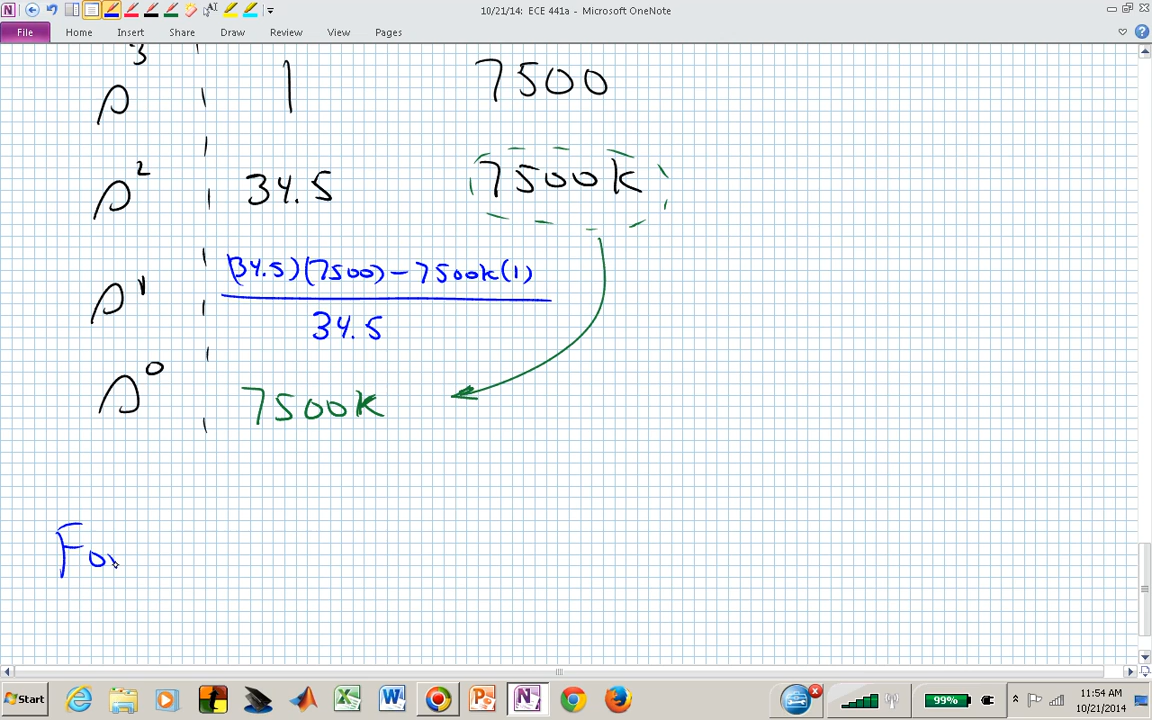 10/21/14: ECE 441a - Microsoft OneNote
File Home Insert Share Draw Review View Pages
s^3 1 7500
s^2 34.5 7500k
s^1 (34.5)(7500) - 7500k(1)
34.5
s^0 7500k
Fo
Start 99% 11:54 AM
10/21/2014